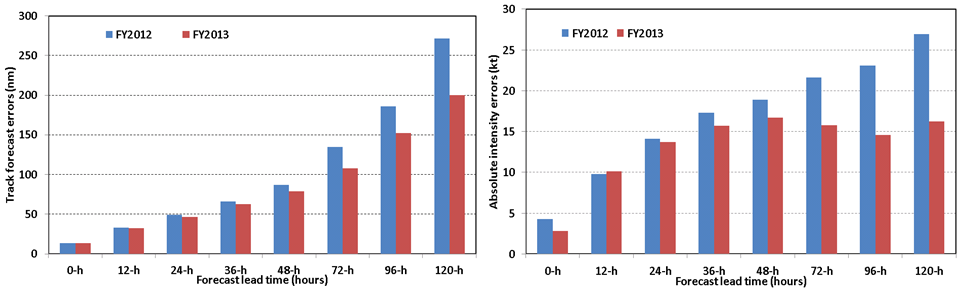 300
250
200
150
100
50
0
Track forecast errors (nm)
FY2012 FY2013
0-h 12-h 24-h 36-h 48-h 72-h 96-h 120-h
Forecast lead time (hours)
30
25
20
15
10
5
0
Absolute intensity errors (kt)
FY2012 FY2013
0-h 12-h 24-h 36-h 48-h 72-h 96-h 120-h
Forecast lead time (hours)